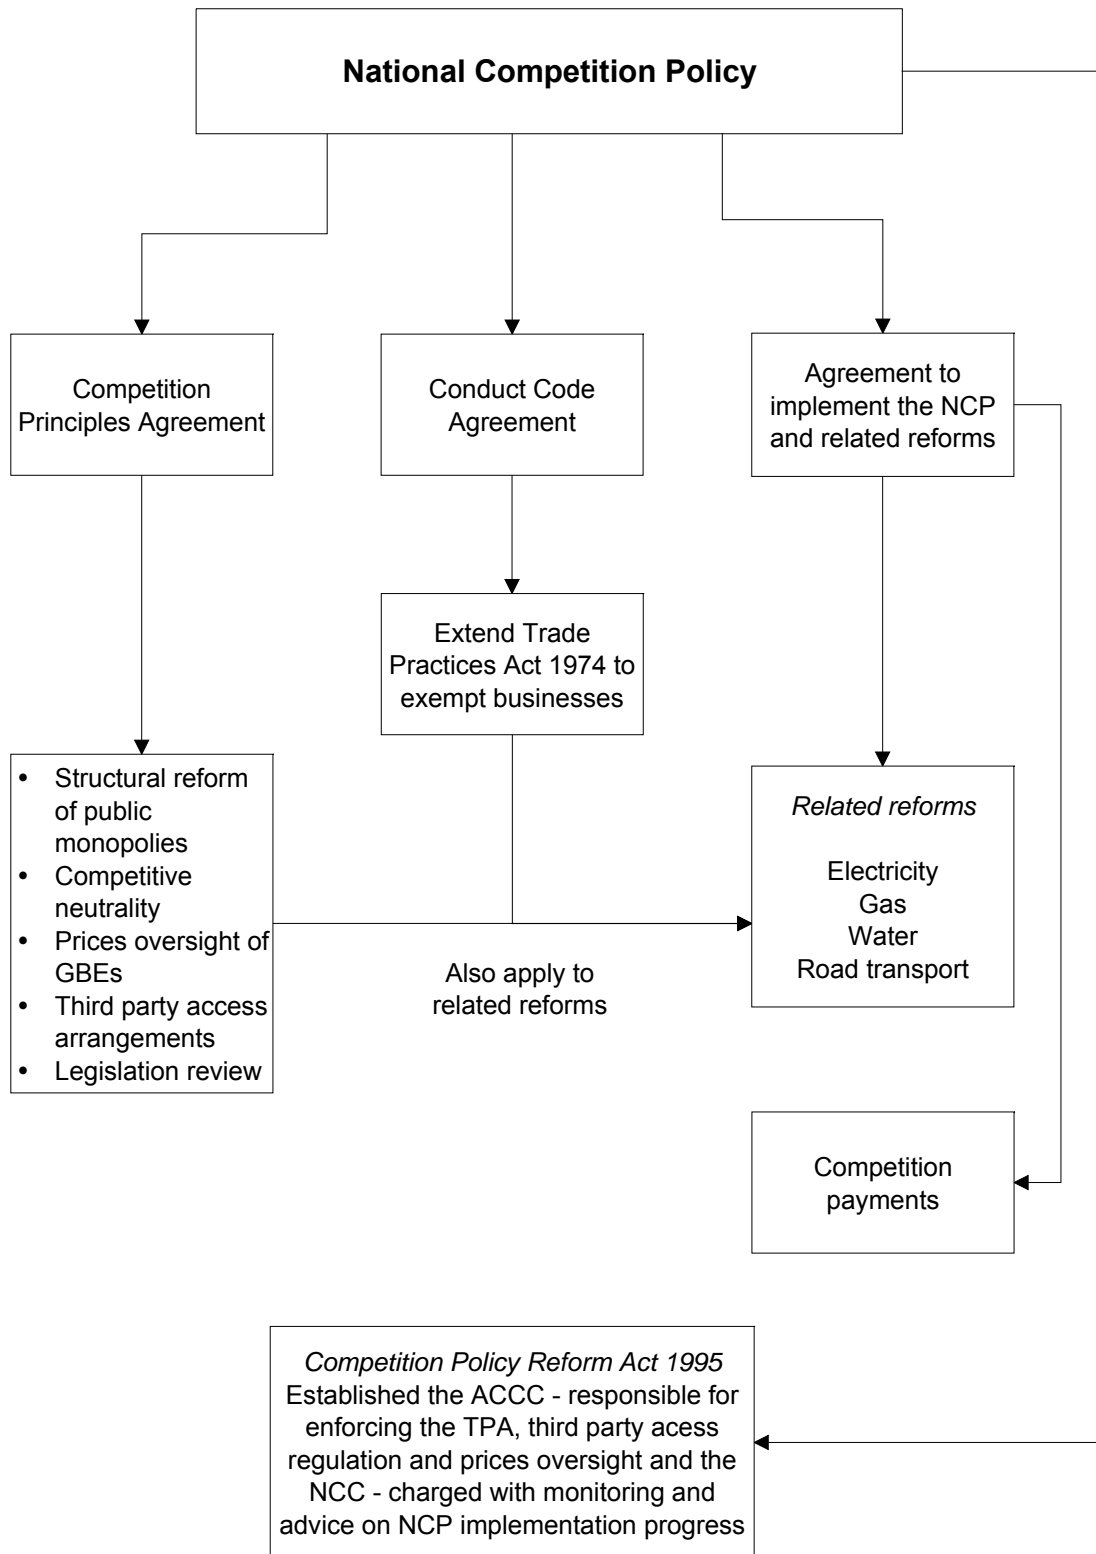 National Competition Policy
Competition
Principles Agreement
Conduct Code
Agreement
Agreement to
implement the NCP
and related reforms
Extend Trade
Practices Act 1974 to
exempt businesses
• Structural reform
of public
monopolies
• Competitive
neutrality
• Prices oversight of
GBEs
• Third party access
arrangements
• Legislation review
Also apply to
related reforms
Related reforms
Electricity
Gas
Water
Road transport
Competition
payments
Competition Policy Reform Act 1995
Established the ACCC - responsible for
enforcing the TPA, third party acess
regulation and prices oversight and the
NCC - charged with monitoring and
advice on NCP implementation progress